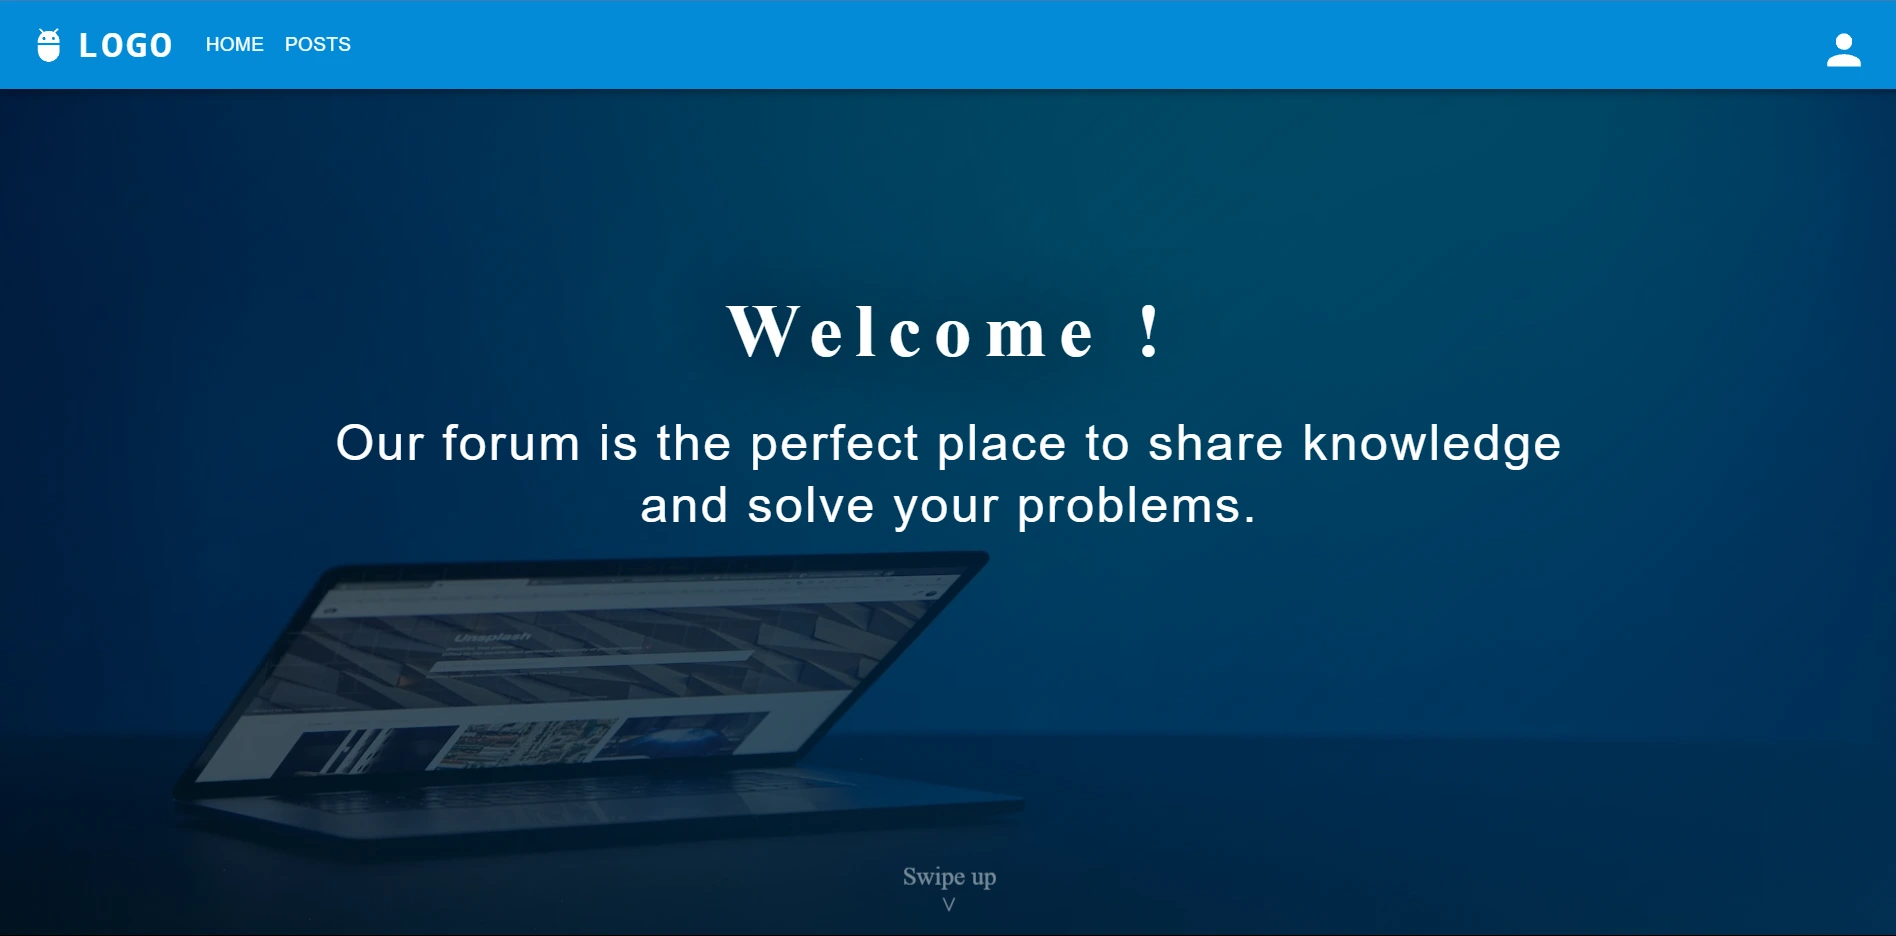 LOGO HOME POSTS
Welcome !
Our forum is the perfect place to share knowledge
and solve your problems.
Unsplash
Swipe up